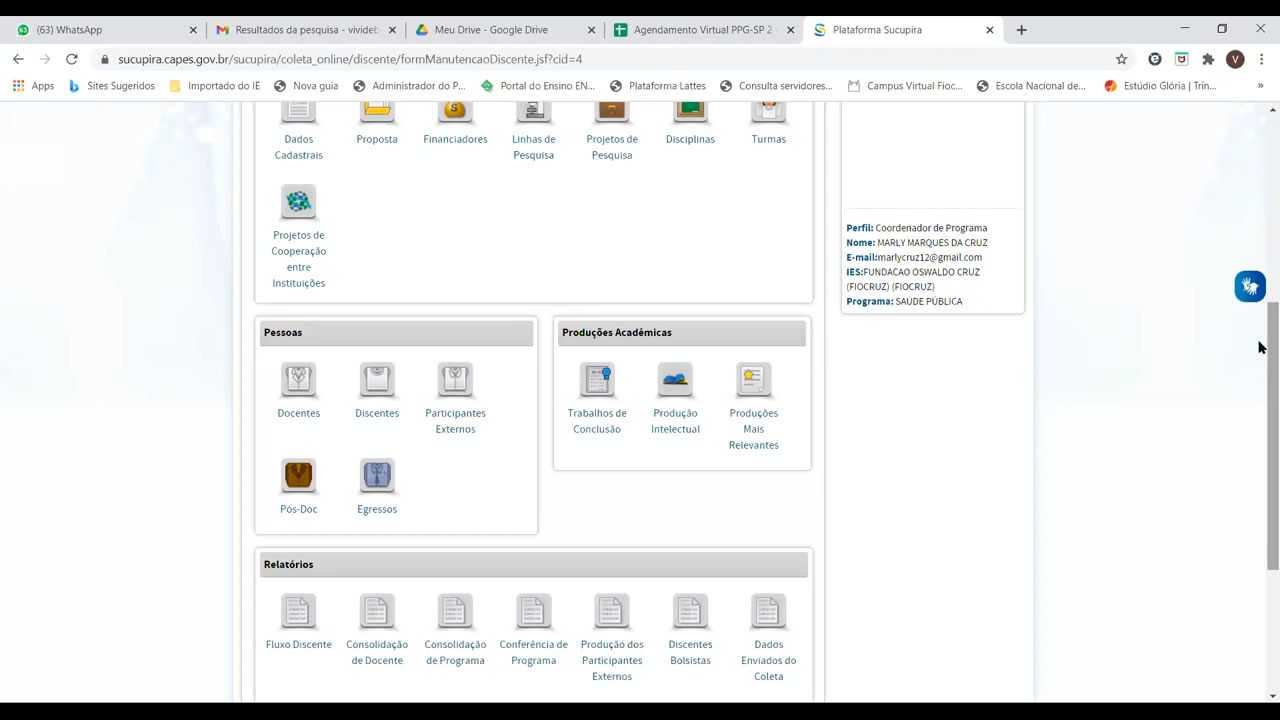 (63) WhatsApp
Resultados da pesquisa - vivideb
Meu Drive - Google Drive
Agendamento Virtual PPG-SP 2
Plataforma Sucupira
sucupira.capes.gov.br/sucupira/coleta_online/discente/formManutencaoDiscente.jsf?cid=4
V
Apps
Sites Sugeridos
Importado do IE
Nova guia
Administrador do P...
Portal do Ensino EN...
Plataforma Lattes
Consulta servidores...
Campus Virtual Fioc...
Escola Nacional de...
Estúdio Glória | Trin...
»
Dados Cadastrais
Proposta
Financiadores
Linhas de Pesquisa
Projetos de Pesquisa
Disciplinas
Turmas
Projetos de
Cooperação
entre
Instituições
Perfil: Coordenador de Programa
Nome: MARLY MARQUES DA CRUZ
E-mail:marlycruz12@gmail.com
IES:FUNDACAO OSWALDO CRUZ
(FIOCRUZ) (FIOCRUZ)
Programa: SAÚDE PÚBLICA
Pessoas
Docentes
Discentes
Participantes
Externos
Pós-Doc
Egressos
Produções Acadêmicas
Trabalhos de
Conclusão
Produção
Intelectual
Produções
Mais
Relevantes
Relatórios
Fluxo Discente
Consolidação
de Docente
Consolidação
de Programa
Conferência de
Programa
Produção dos
Participantes
Externos
Discentes
Bolsistas
Dados
Enviados do
Coleta